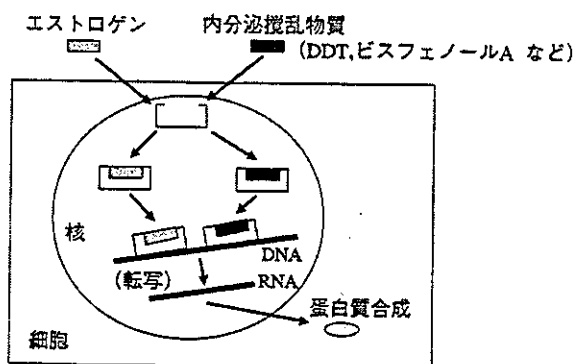 エストロゲン
内分泌撹乱物質
(DDT,ビスフェノールA など)
核
DNA
(転写)
RNA
蛋白質合成
細胞